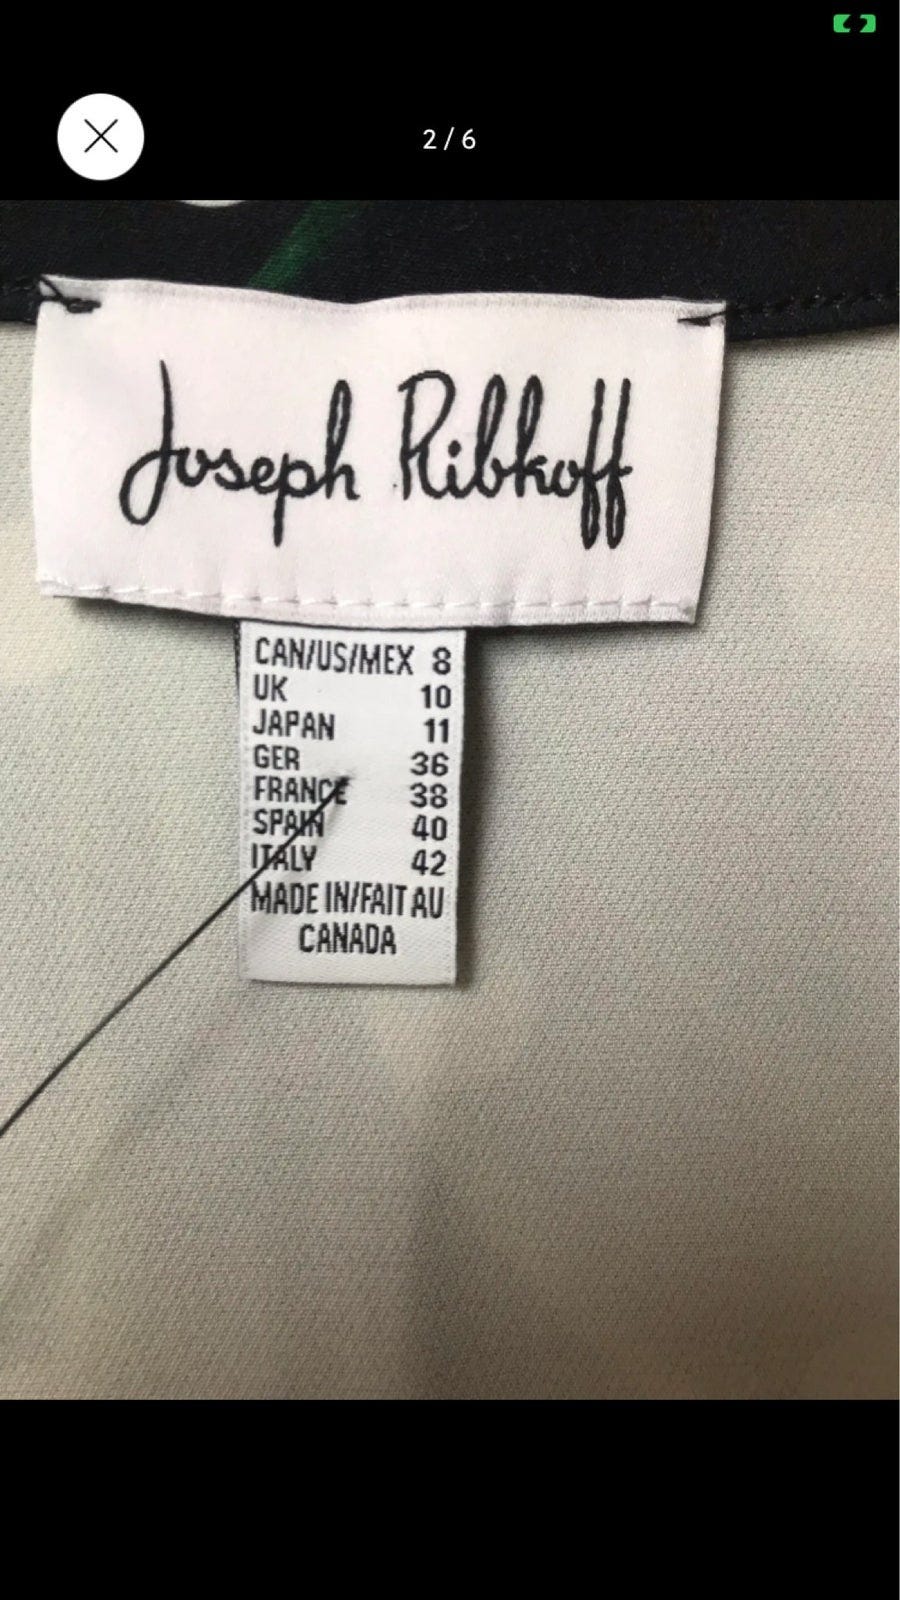 2 / 6
Joseph Ribkoff
CAN/US/MEX 8
UK 10
JAPAN 11
GER 36
FRANCE 38
SPAIN 40
ITALY 42
MADE IN/FAIT AU
CANADA